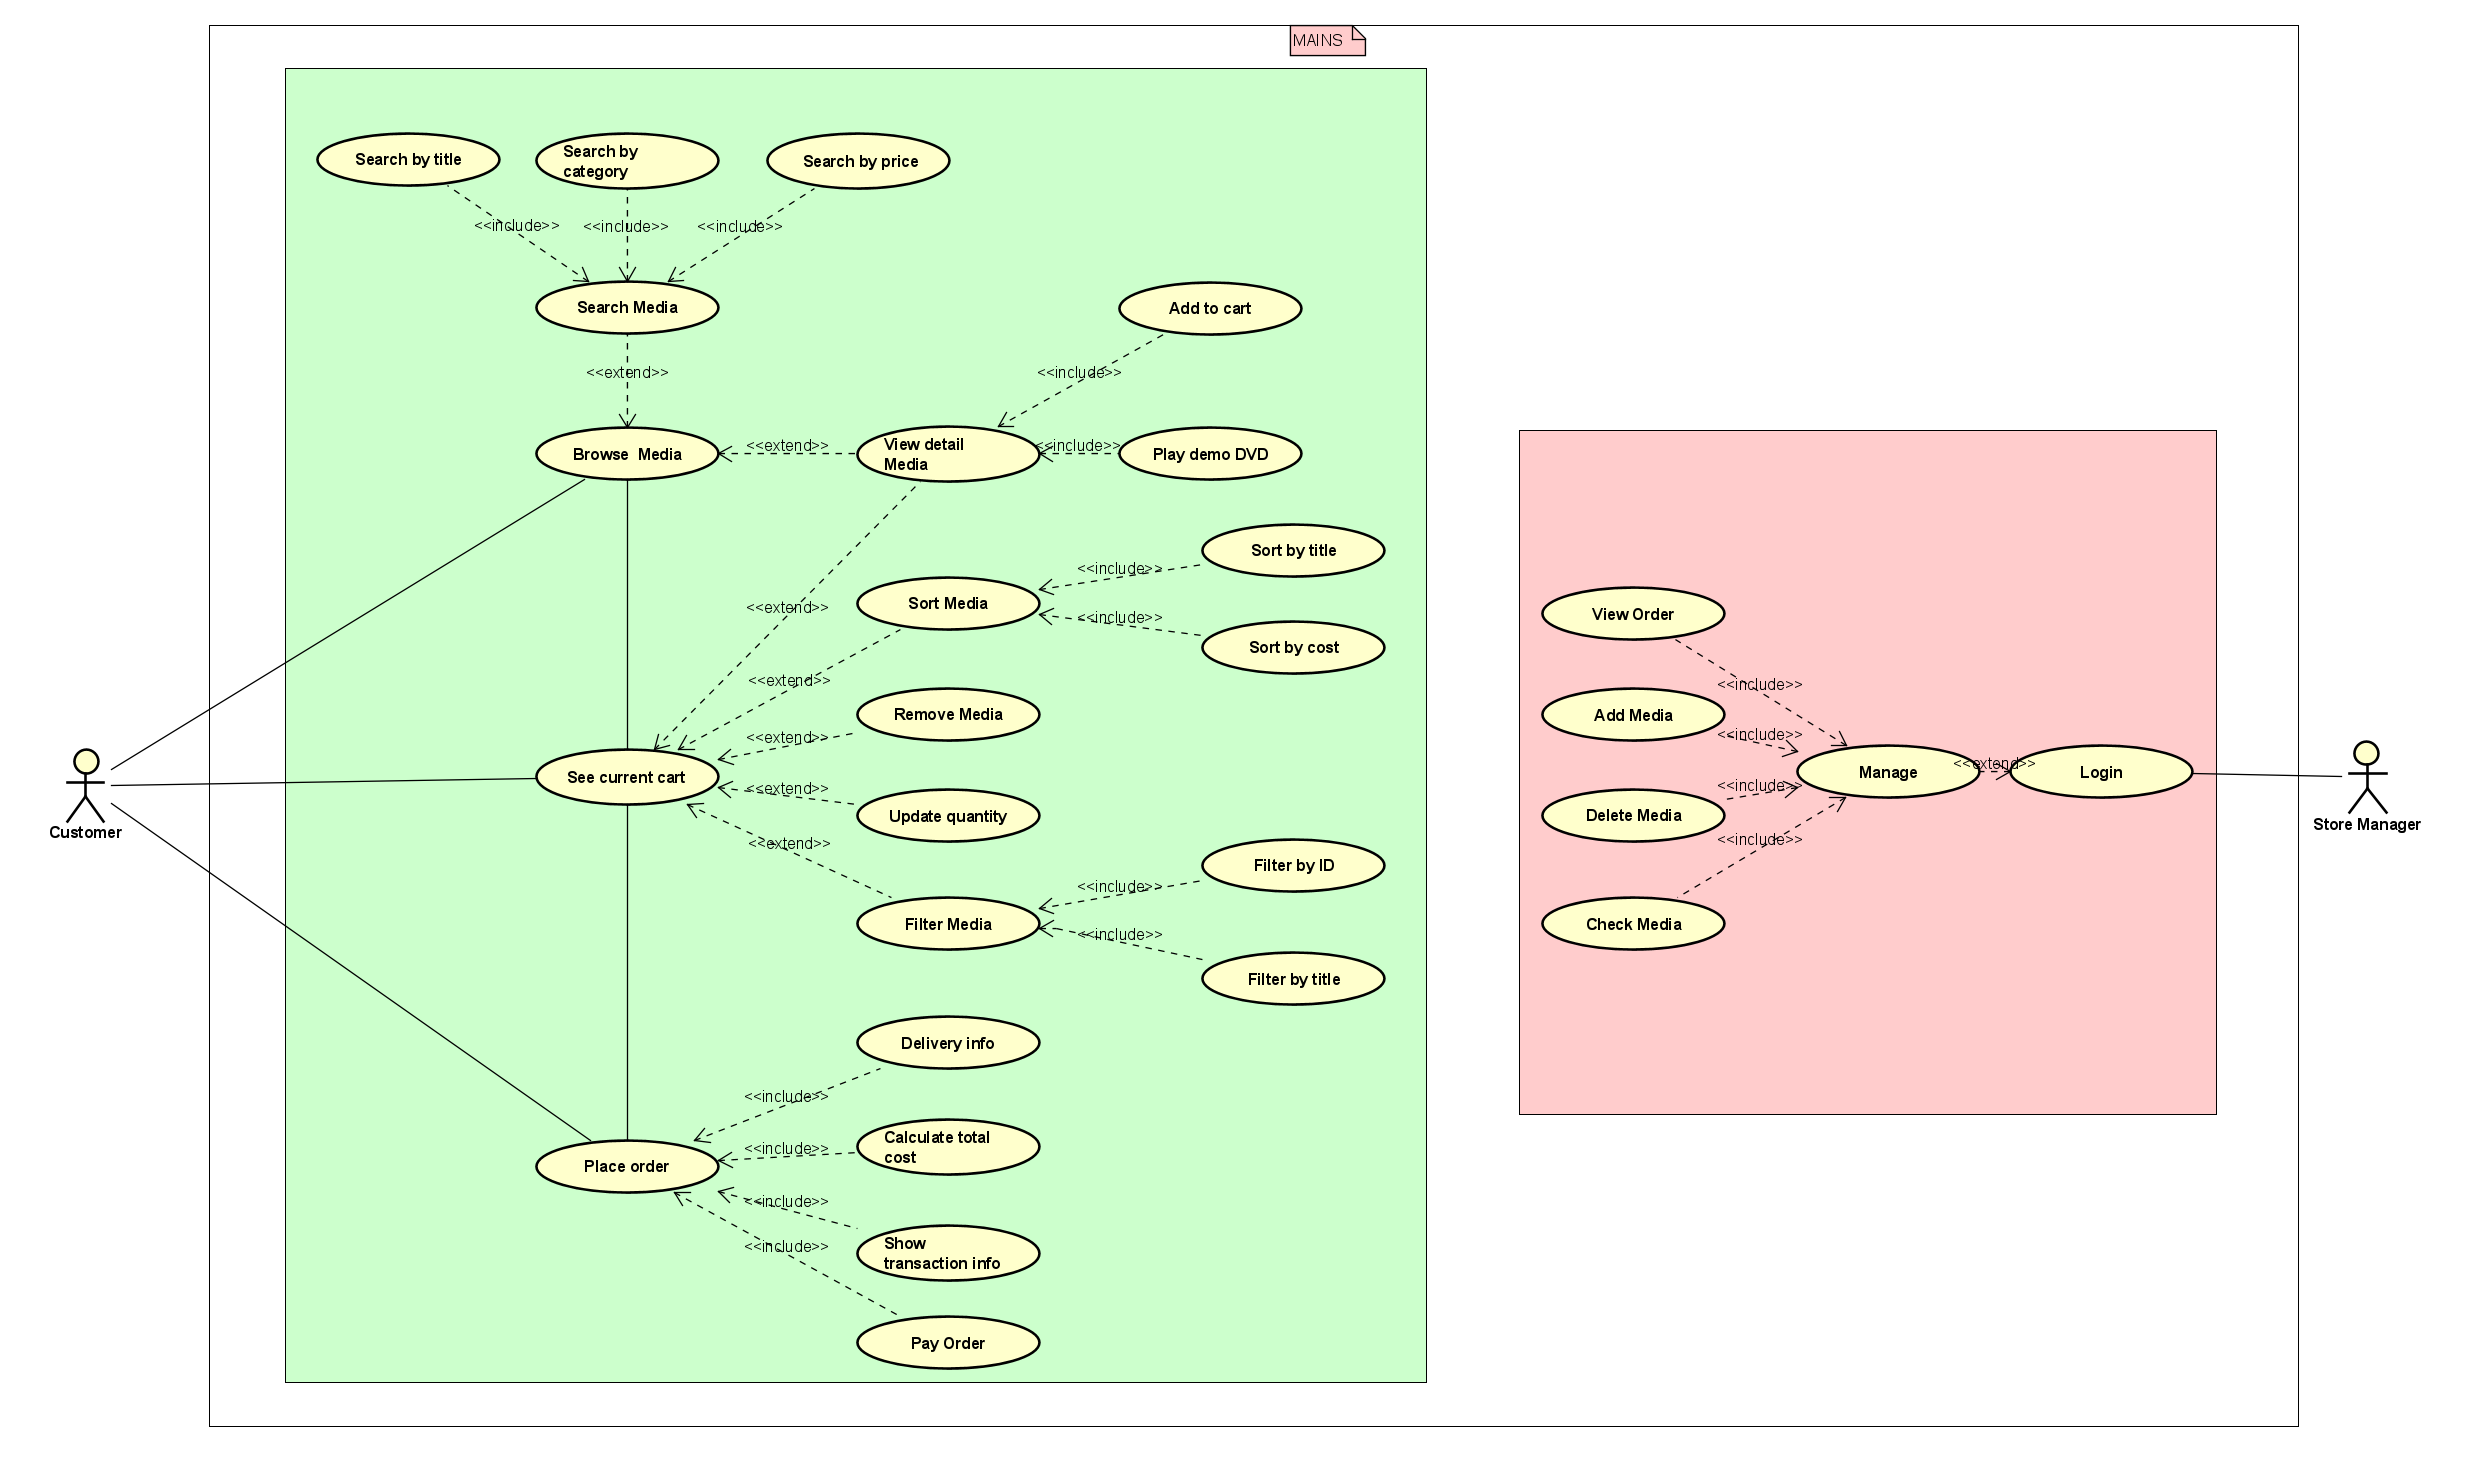 MAINS
Search by title
Search by
category
Search by price
<<include>>
<<include>>
<<include>>
Search Media
Add to cart
<<extend>>
<<include>>
Browse  Media
<<extend>>
View detail
Media
<<include>>
Play demo DVD
Sort by title
<<include>>
<<extend>>
Sort Media
<<include>>
Sort by cost
<<extend>>
Remove Media
<<extend>>
See current cart
<<extend>>
Update quantity
<<extend>>
Filter by ID
<<include>>
Filter Media
<<include>>
Filter by title
Delivery info
<<include>>
Calculate total
cost
<<include>>
Place order
<<include>>
Show
transaction info
<<include>>
Pay Order
Customer
View Order
<<include>>
Add Media
<<include>>
Manage
<<extend>>
Login
<<include>>
Delete Media
<<include>>
Check Media
Store Manager